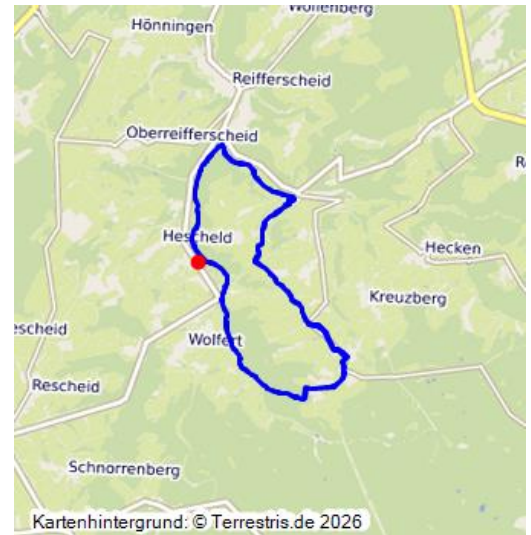 Wollenberg
Hönningen
Reifferscheid
Oberreifferscheid
R
Hescheld
Hecken
Kreuzberg
escheid
Wolfert
Rescheid
Schnorrenberg
Kartenhintergrund: © Terrestris.de 2026